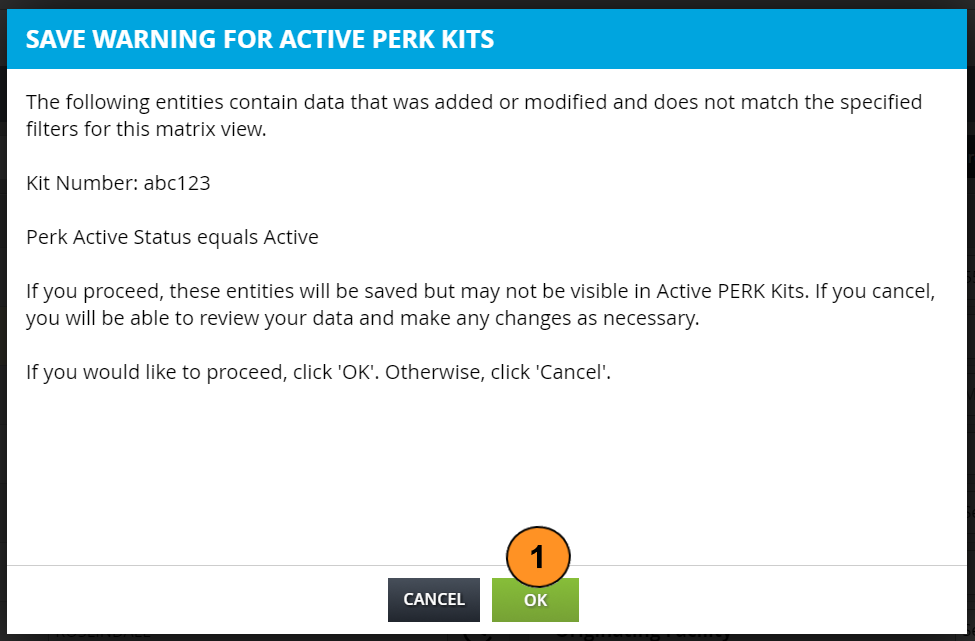 SAVE WARNING FOR ACTIVE PERK KITS
The following entities contain data that was added or modified and does not match the specified
filters for this matrix view.
Kit Number: abc123
Perk Active Status equals Active
If you proceed, these entities will be saved but may not be visible in Active PERK Kits. If you cancel,
you will be able to review your data and make any changes as necessary.
If you would like to proceed, click 'OK'. Otherwise, click 'Cancel'.
1
CANCEL OK
Originating Facility